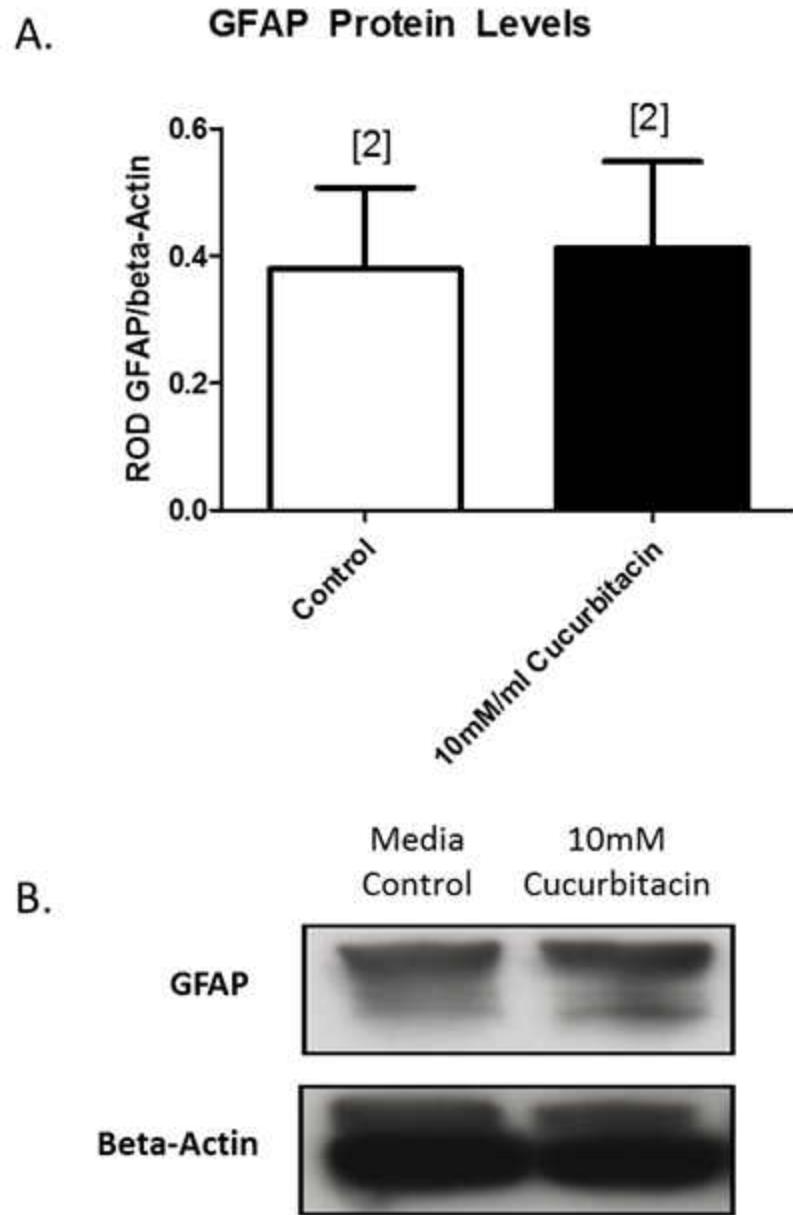 A.
GFAP Protein Levels
[2]
[2]
ROD GFAP/beta-Actin
0.6
0.4
0.2
0.0
Control
10mM/ml Cucurbitacin
B.
Media
Control
10mM
Cucurbitacin
GFAP
Beta-Actin